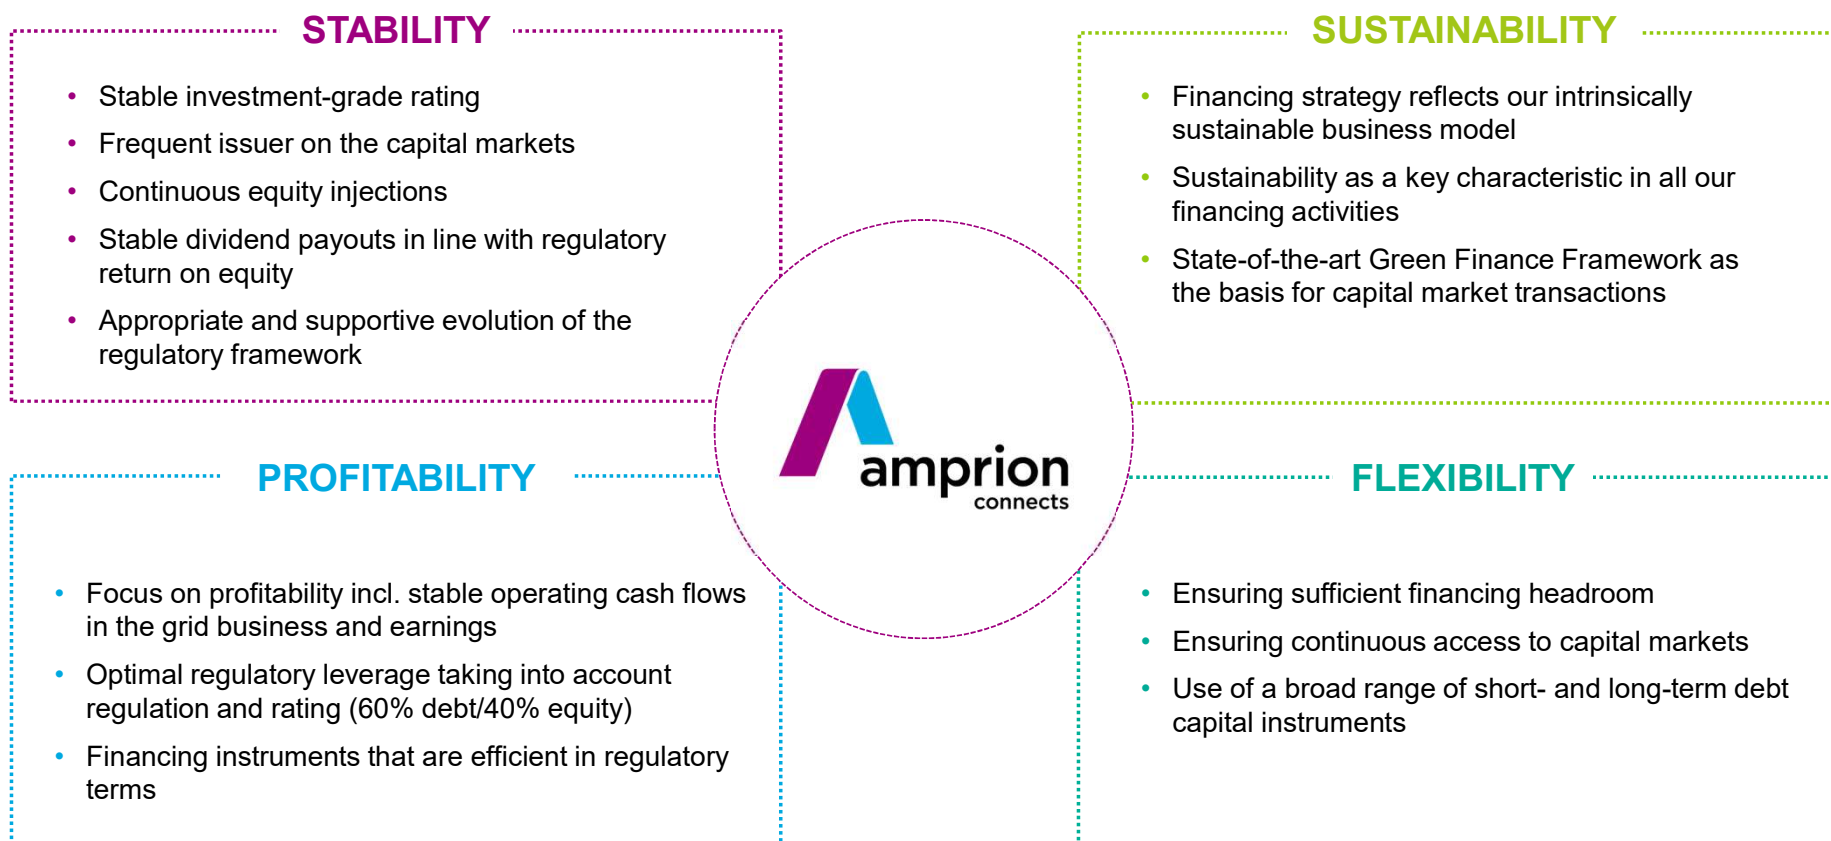 STABILITY
• Stable investment-grade rating
• Frequent issuer on the capital markets
• Continuous equity injections
• Stable dividend payouts in line with regulatory
return on equity
• Appropriate and supportive evolution of the
regulatory framework
SUSTAINABILITY
• Financing strategy reflects our intrinsically
sustainable business model
• Sustainability as a key characteristic in all our
financing activities
• State-of-the-art Green Finance Framework as
the basis for capital market transactions
amprion
connects
PROFITABILITY
• Focus on profitability incl. stable operating cash flows
in the grid business and earnings
• Optimal regulatory leverage taking into account
regulation and rating (60% debt/40% equity)
• Financing instruments that are efficient in regulatory
terms
FLEXIBILITY
• Ensuring sufficient financing headroom
• Ensuring continuous access to capital markets
• Use of a broad range of short- and long-term debt
capital instruments